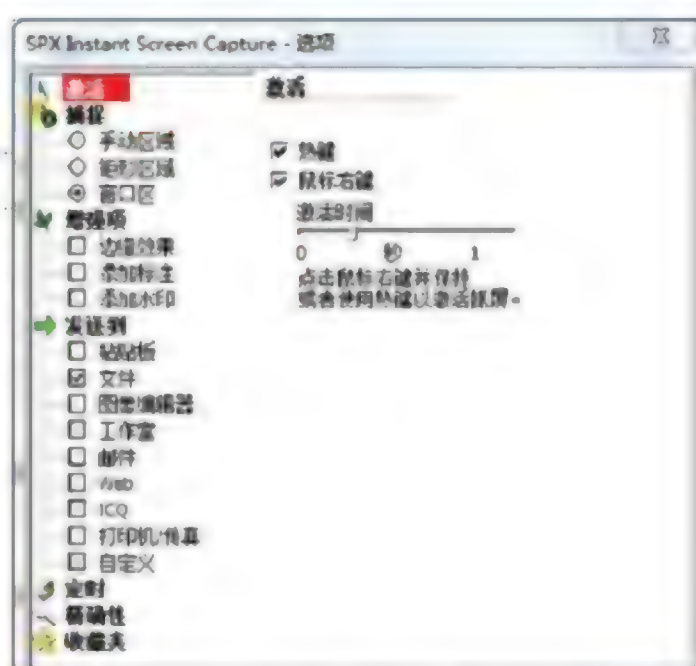 SPX Instant Screen Capture - 选项
激活
捕捉
手动区域
矩形区域
窗口区
增强项
边缘效果
添加标注
添加水印
发送到
粘贴板
文件
图像编辑器
工作室
邮件
Web
ICQ
打印机/传真
自定义
定时
精确性
收藏夹
激活
热键
鼠标右键
激活时间
0 秒 1
点击鼠标右键并保持
或者使用热键以激活抓屏。